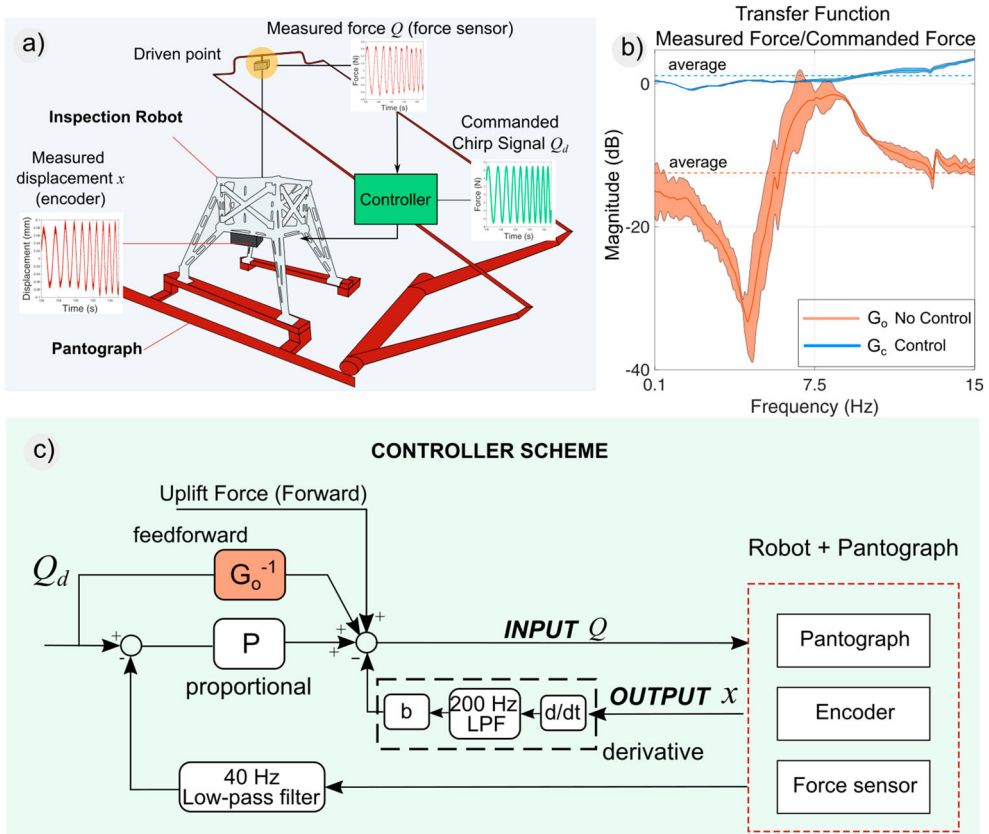 a)
Measured force Q (force sensor)
Driven point
Force (N)
Time (s)
Inspection Robot
Commanded
Chirp Signal Q_d
Measured
displacement x
(encoder)
Controller
Force (N)
Time (s)
Displacement (mm)
Time (s)
Pantograph
b)
Transfer Function
Measured Force/Commanded Force
average
0
average
Magnitude (dB)
-20
G_o No Control
G_c Control
-40
0.1
7.5
15
Frequency (Hz)
c)
CONTROLLER SCHEME
Uplift Force (Forward)
feedforward
Robot + Pantograph
Q_d
G_o^-1
+
+
-
P
+
+
-
INPUT Q
Pantograph
proportional
b
200 Hz
LPF
d/dt
OUTPUT x
Encoder
derivative
40 Hz
Low-pass filter
Force sensor